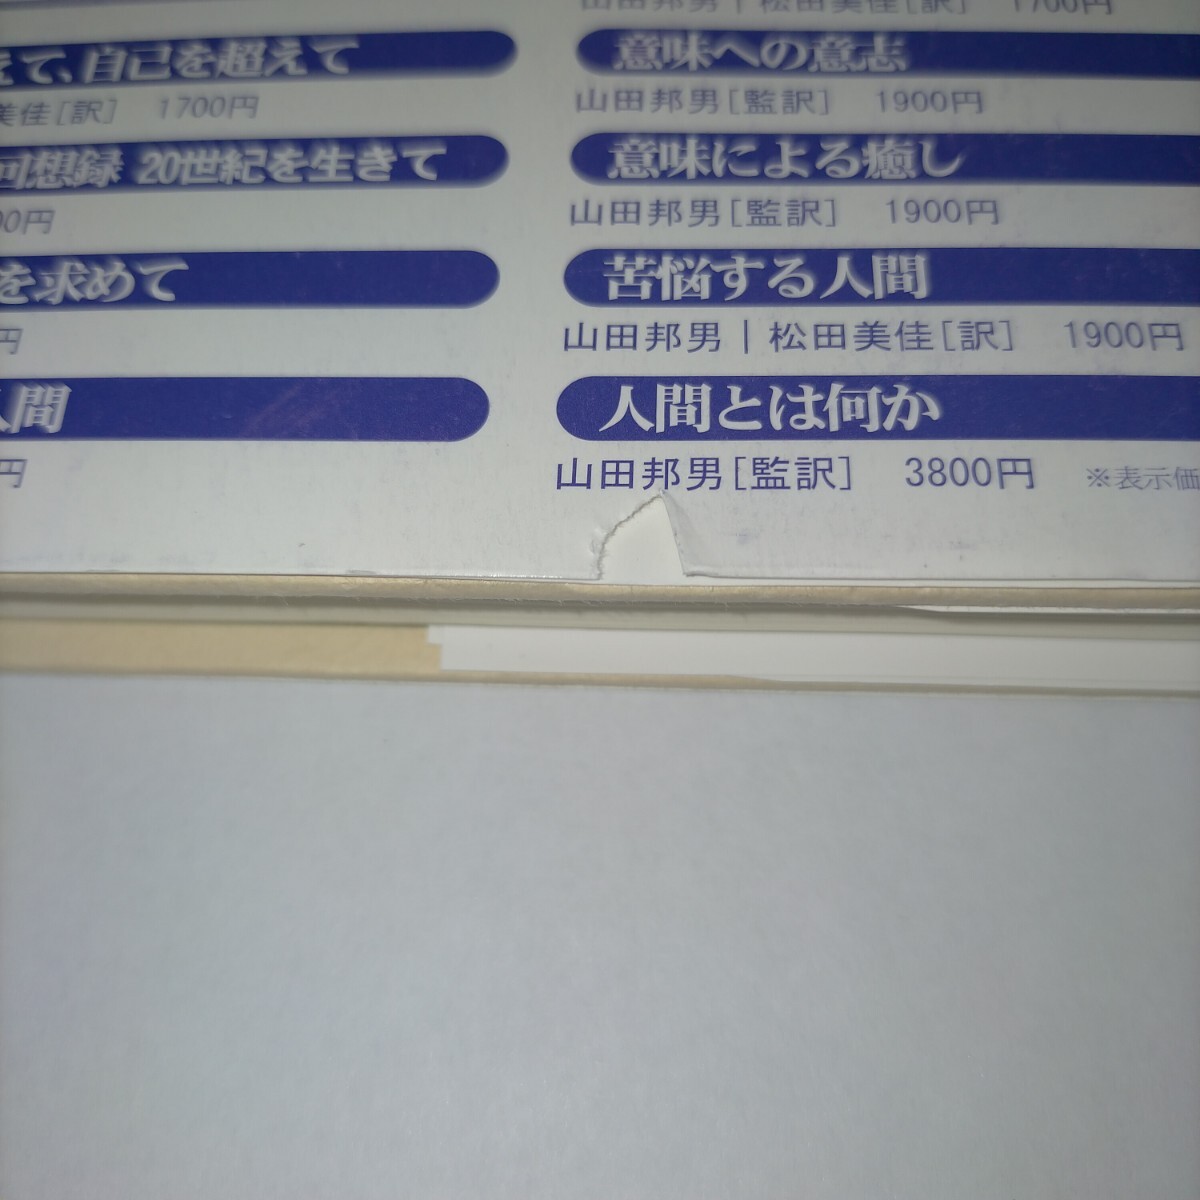 えて、自己を超えて
美佳[訳] 1700円
回想録 20世紀を生きて
00円
を求めて
円
人間
円
山田邦男｜松田美佳[訳] 1700円
意味への意志
山田邦男[監訳] 1900円
意味による癒し
山田邦男[監訳] 1900円
苦悩する人間
山田邦男｜松田美佳[訳] 1900円
人間とは何か
山田邦男[監訳] 3800円 ※表示価